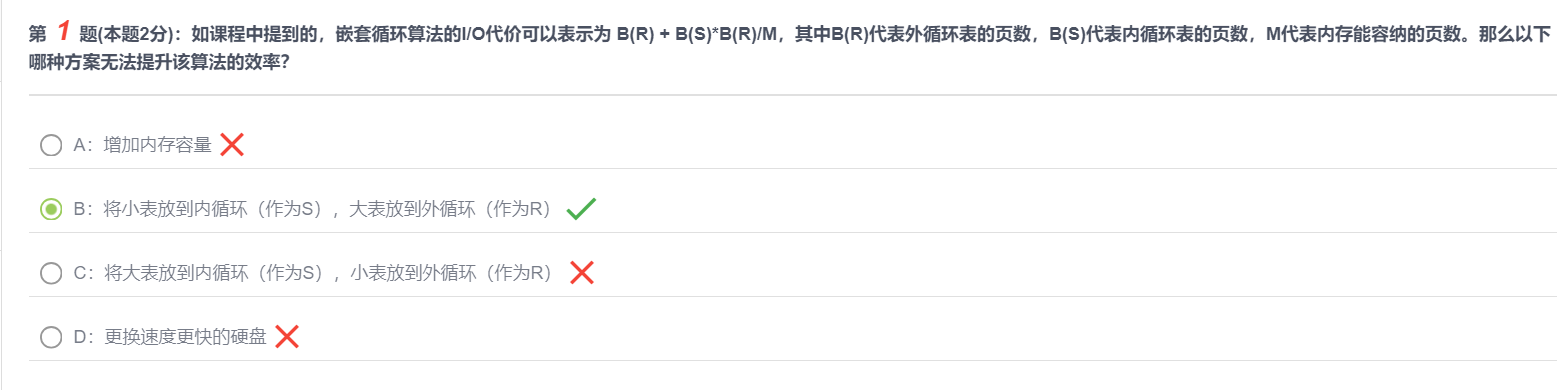 第 1 题(本题2分)：如课程中提到的，嵌套循环算法的I/O代价可以表示为 B(R) + B(S)*B(R)/M，其中B(R)代表外循环表的页数，B(S)代表内循环表的页数，M代表内存能容纳的页数。那么以下
哪种方案无法提升该算法的效率？
A：增加内存容量
B：将小表放到内循环（作为S），大表放到外循环（作为R）
C：将大表放到内循环（作为S），小表放到外循环（作为R）
D：更换速度更快的硬盘